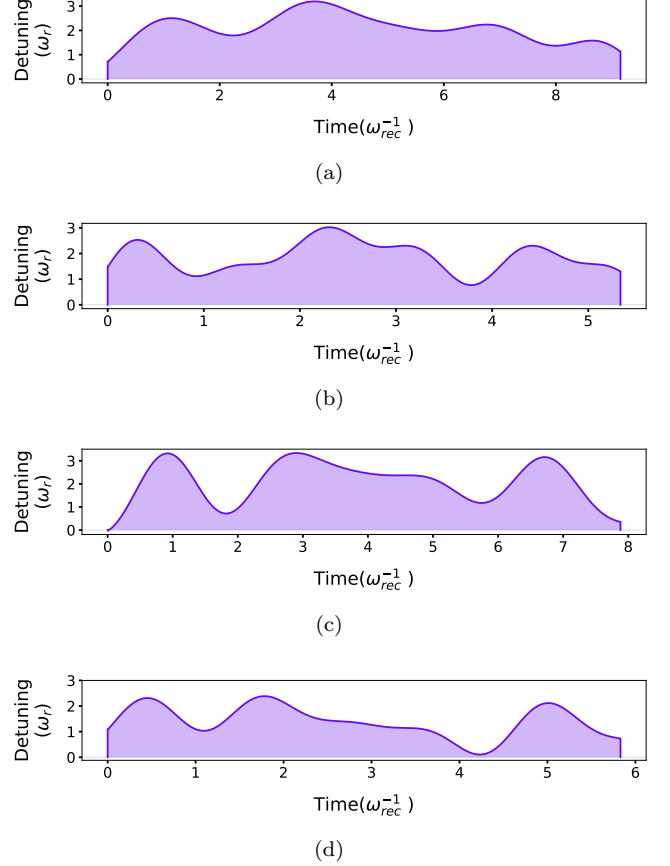 Detuning
(ωr)
3
2
1
0
0 2 4 6 8
Time(ω_rec^−1 )
(a)
Detuning
(ωr)
3
2
1
0
0 1 2 3 4 5
Time(ω_rec^−1 )
(b)
Detuning
(ωr)
3
2
1
0
0 1 2 3 4 5 6 7 8
Time(ω_rec^−1 )
(c)
Detuning
(ωr)
3
2
1
0
0 1 2 3 4 5 6
Time(ω_rec^−1 )
(d)